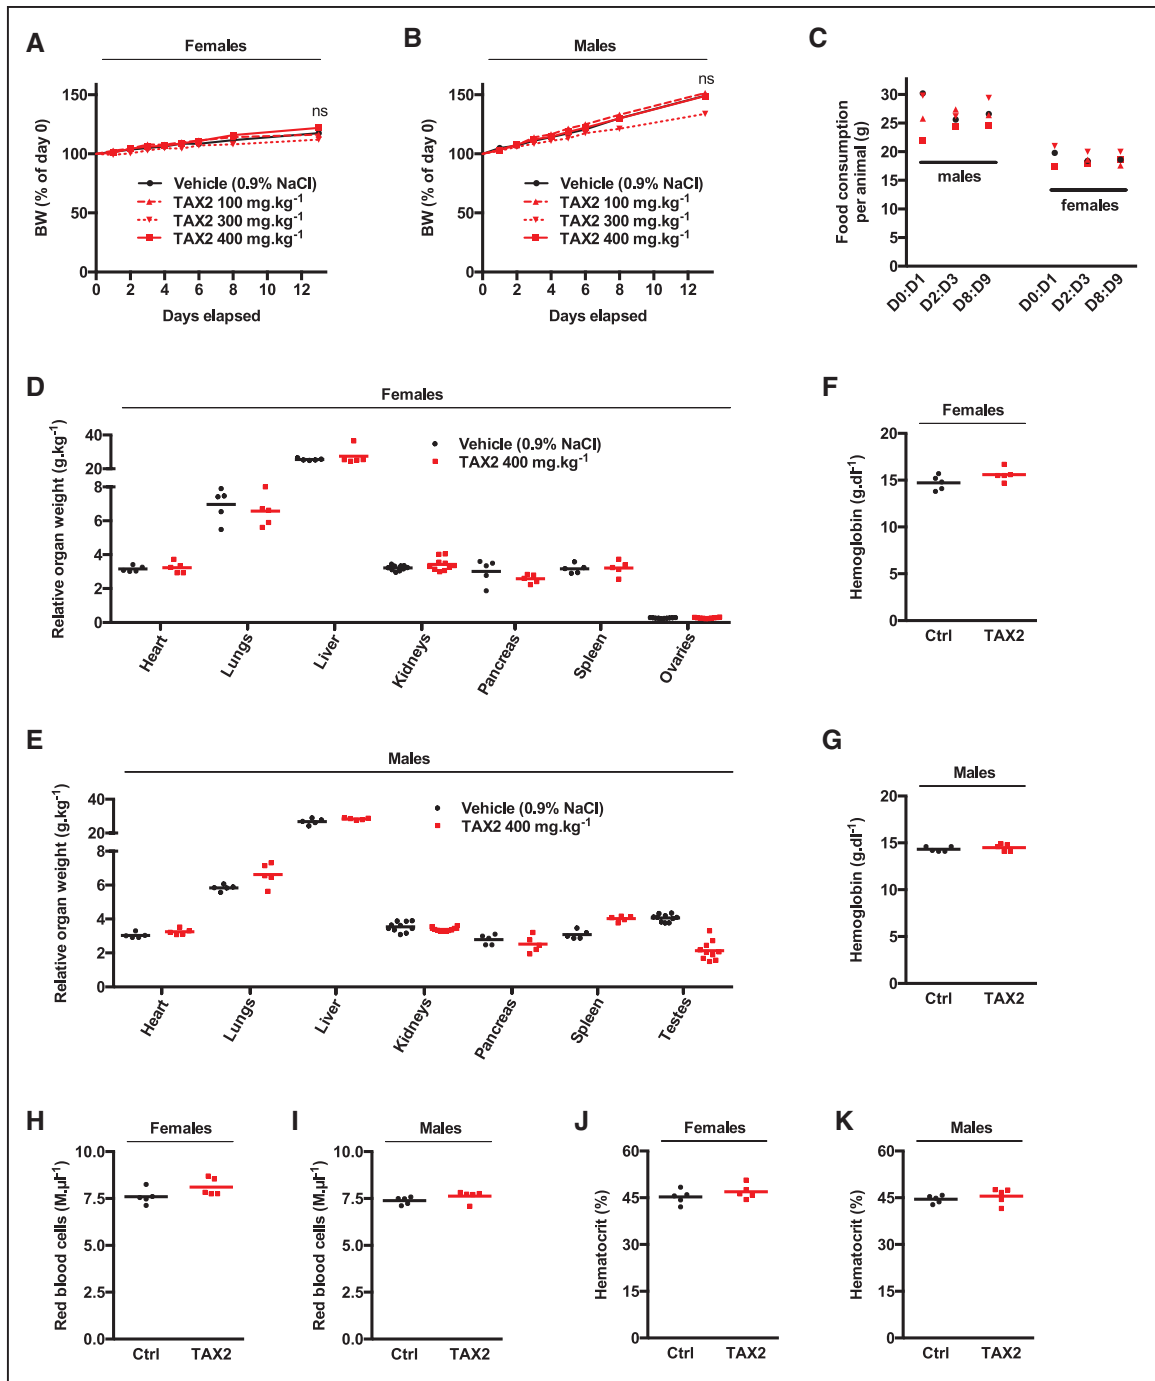 A
Females
BW (% of day 0)
150
100
50
0
ns
Vehicle (0.9% NaCl)
TAX2 100 mg.kg⁻¹
TAX2 300 mg.kg⁻¹
TAX2 400 mg.kg⁻¹
0 2 4 6 8 10 12
Days elapsed
B
Males
BW (% of day 0)
150
100
50
0
ns
Vehicle (0.9% NaCl)
TAX2 100 mg.kg⁻¹
TAX2 300 mg.kg⁻¹
TAX2 400 mg.kg⁻¹
0 2 4 6 8 10 12
Days elapsed
C
Food consumption
per animal (g)
30
25
20
15
10
5
0
males
females
D0:D1 D2:D3 D8:D9 D0:D1 D2:D3 D8:D9
D
Females
Relative organ weight (g.kg⁻¹)
40
20
8
6
4
2
0
Vehicle (0.9% NaCl)
TAX2 400 mg.kg⁻¹
Heart Lungs Liver Kidneys Pancreas Spleen Ovaries
F
Females
Hemoglobin (g.dl⁻¹)
20
15
10
5
0
Ctrl TAX2
E
Males
Relative organ weight (g.kg⁻¹)
40
20
8
6
4
2
0
Vehicle (0.9% NaCl)
TAX2 400 mg.kg⁻¹
Heart Lungs Liver Kidneys Pancreas Spleen Testes
G
Males
Hemoglobin (g.dl⁻¹)
20
15
10
5
0
Ctrl TAX2
H
Females
Red blood cells (M.µl⁻¹)
10.0
7.5
5.0
2.5
0.0
Ctrl TAX2
I
Males
Red blood cells (M.µl⁻¹)
10.0
7.5
5.0
2.5
0.0
Ctrl TAX2
J
Females
Hematocrit (%)
60
45
30
15
0
Ctrl TAX2
K
Males
Hematocrit (%)
60
45
30
15
0
Ctrl TAX2